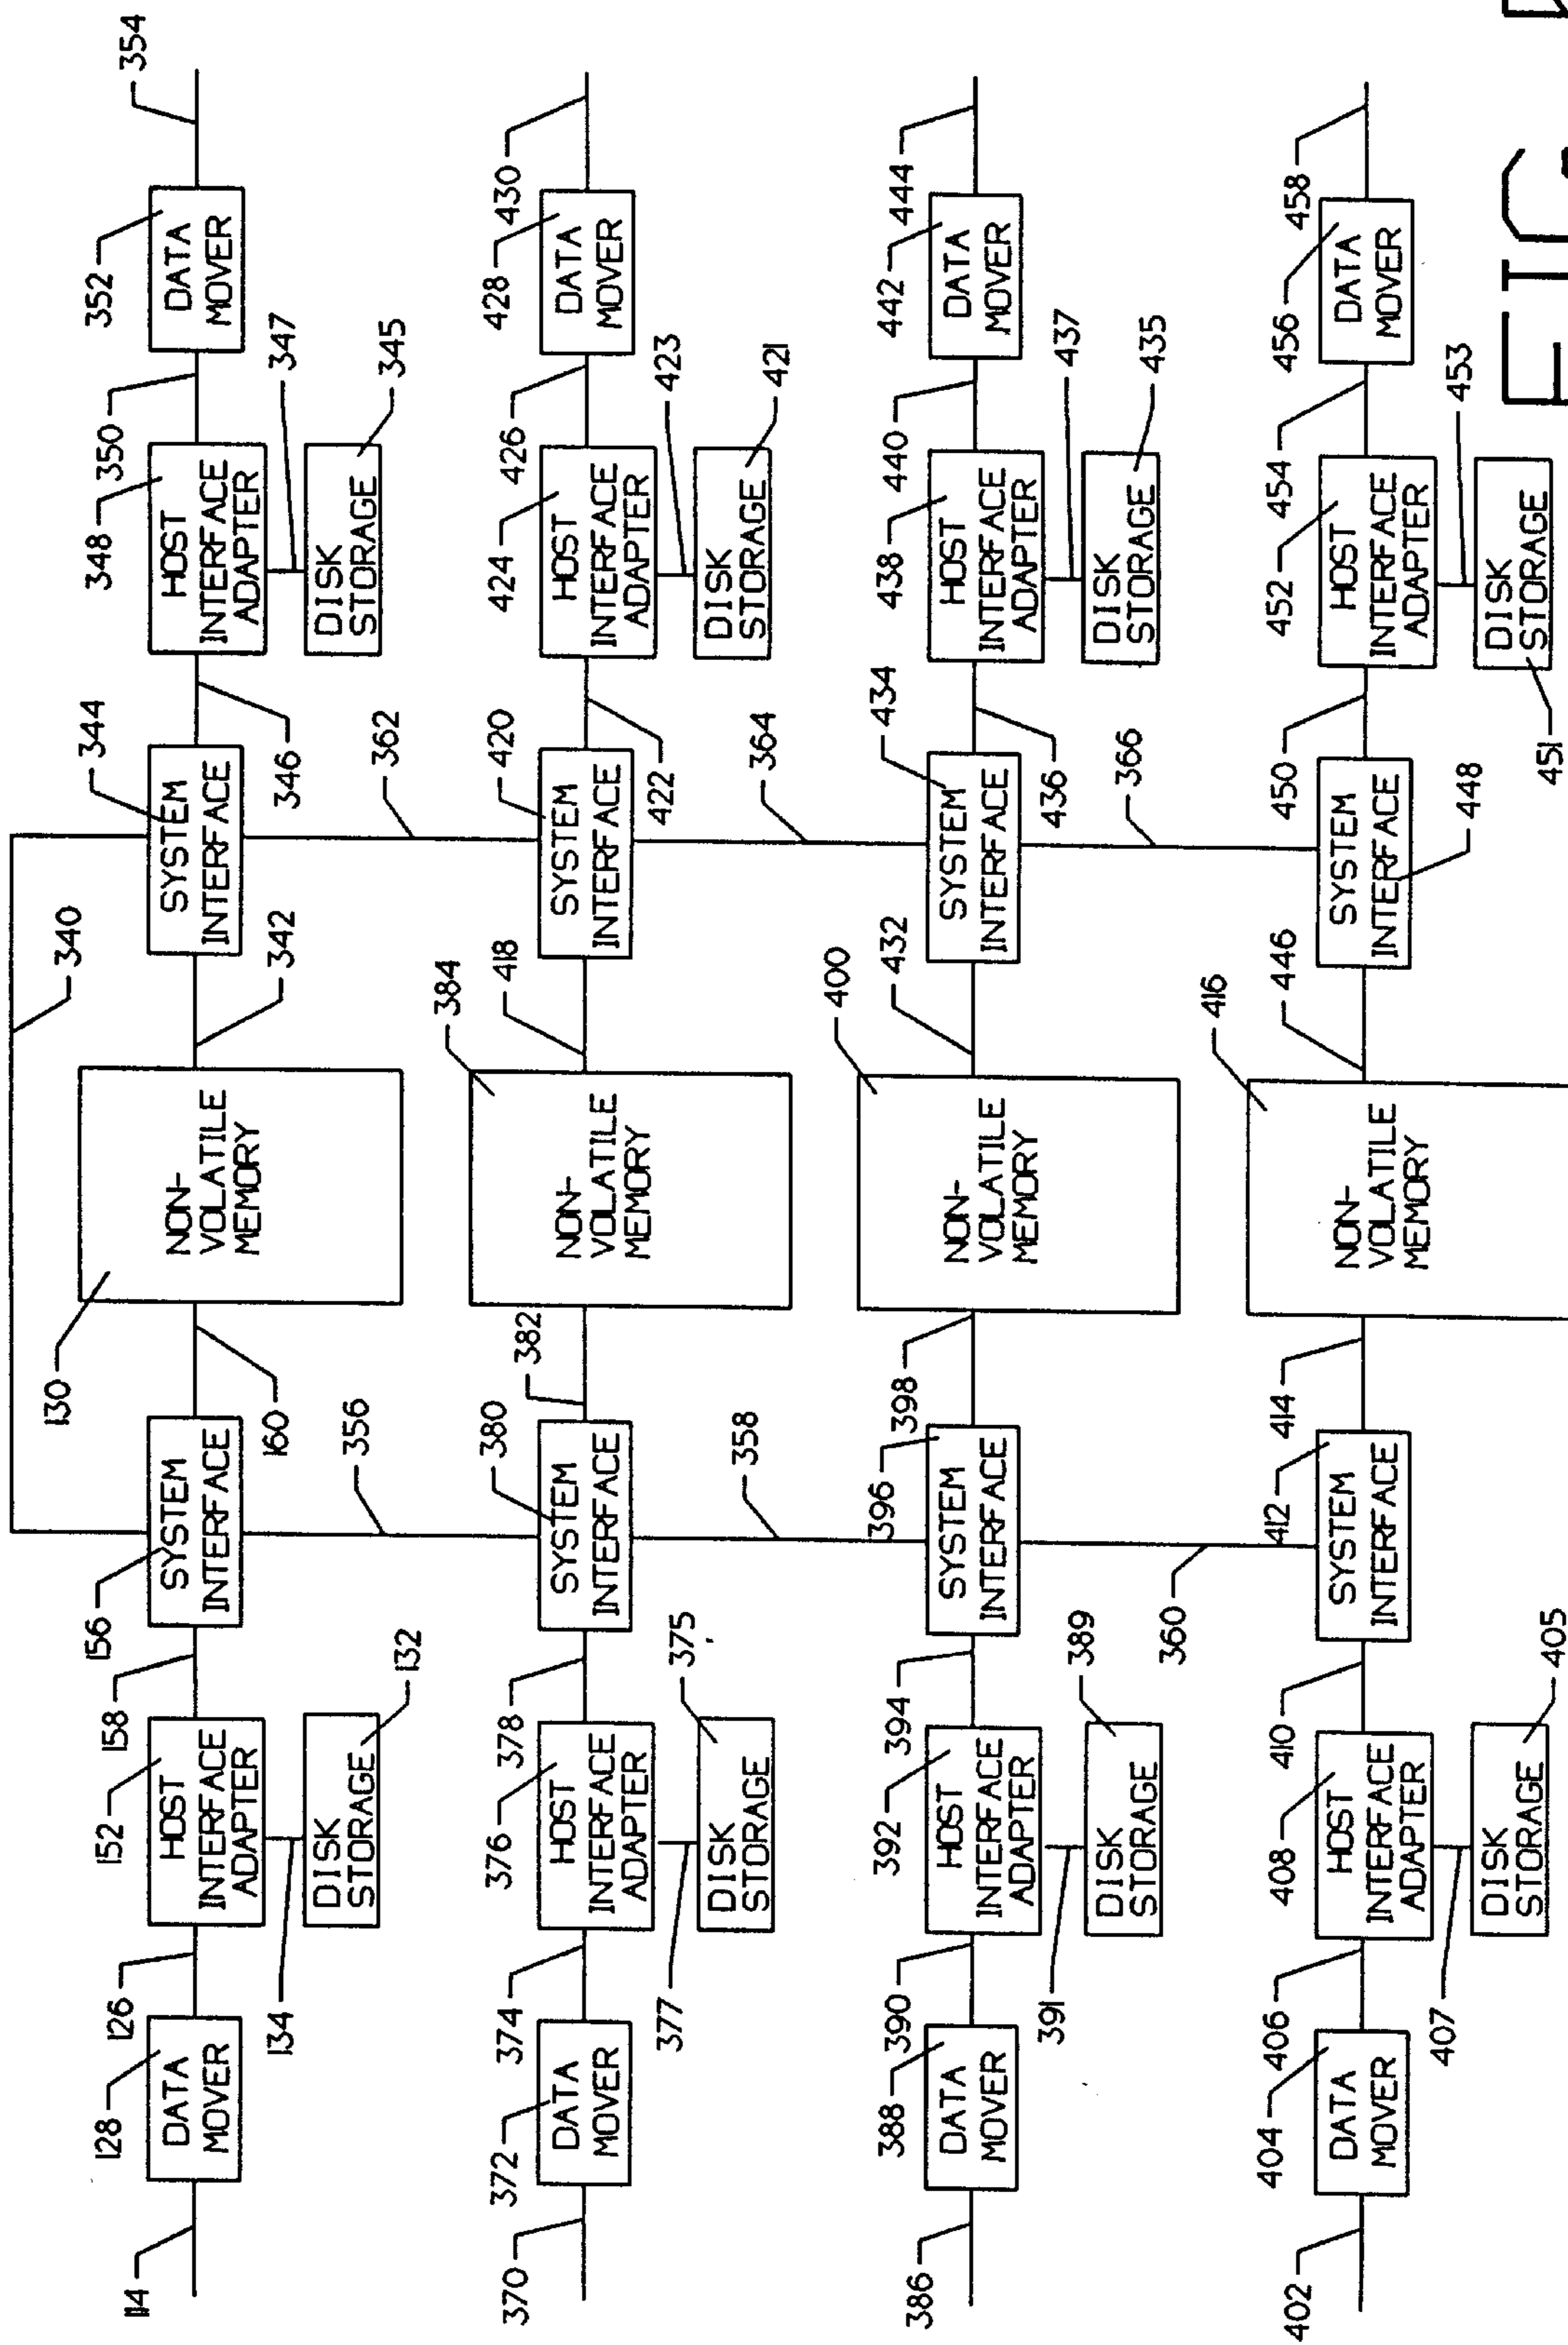 114
128
DATA
MOVER
126
152
HOST
INTERFACE
ADAPTER
134
DISK
STORAGE
132
158
156
SYSTEM
INTERFACE
160
130
NON-
VOLATILE
MEMORY
340
342
SYSTEM
INTERFACE
344
346
348
HOST
INTERFACE
ADAPTER
347
DISK
STORAGE
345
350
352
DATA
MOVER
354
356
362
370
372
DATA
MOVER
374
376
HOST
INTERFACE
ADAPTER
377
DISK
STORAGE
375
378
380
SYSTEM
INTERFACE
382
384
NON-
VOLATILE
MEMORY
418
420
SYSTEM
INTERFACE
422
424
HOST
INTERFACE
ADAPTER
423
DISK
STORAGE
421
426
428
DATA
MOVER
430
358
364
386
388
DATA
MOVER
390
392
HOST
INTERFACE
ADAPTER
391
DISK
STORAGE
389
394
396
SYSTEM
INTERFACE
398
400
NON-
VOLATILE
MEMORY
432
434
SYSTEM
INTERFACE
436
438
HOST
INTERFACE
ADAPTER
437
DISK
STORAGE
435
440
442
DATA
MOVER
444
360
366
402
404
DATA
MOVER
406
408
HOST
INTERFACE
ADAPTER
407
DISK
STORAGE
405
410
412
SYSTEM
INTERFACE
414
416
NON-
VOLATILE
MEMORY
446
448
SYSTEM
INTERFACE
450
452
HOST
INTERFACE
ADAPTER
453
DISK
STORAGE
451
454
456
DATA
MOVER
458